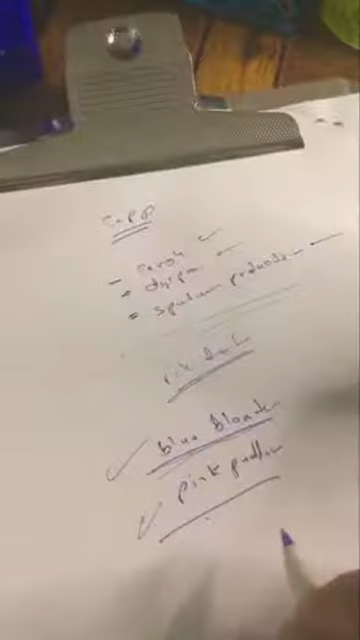 COPD
- cough
- dyspnea
- sputum production
blue bloater
pink puffer